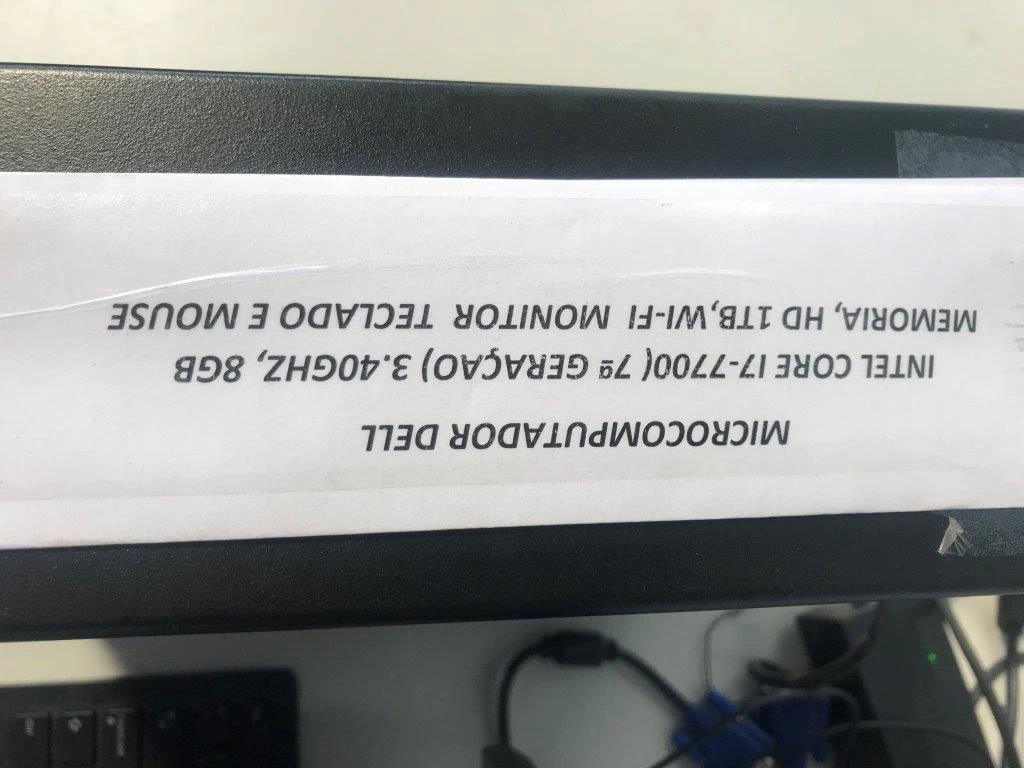 MICROCOMPUTADOR DELL
INTEL CORE I7-7700( 7ª GERAÇAO) 3.40GHZ, 8GB
MEMORIA, HD 1TB,WI-FI MONITOR TECLADO E MOUSE